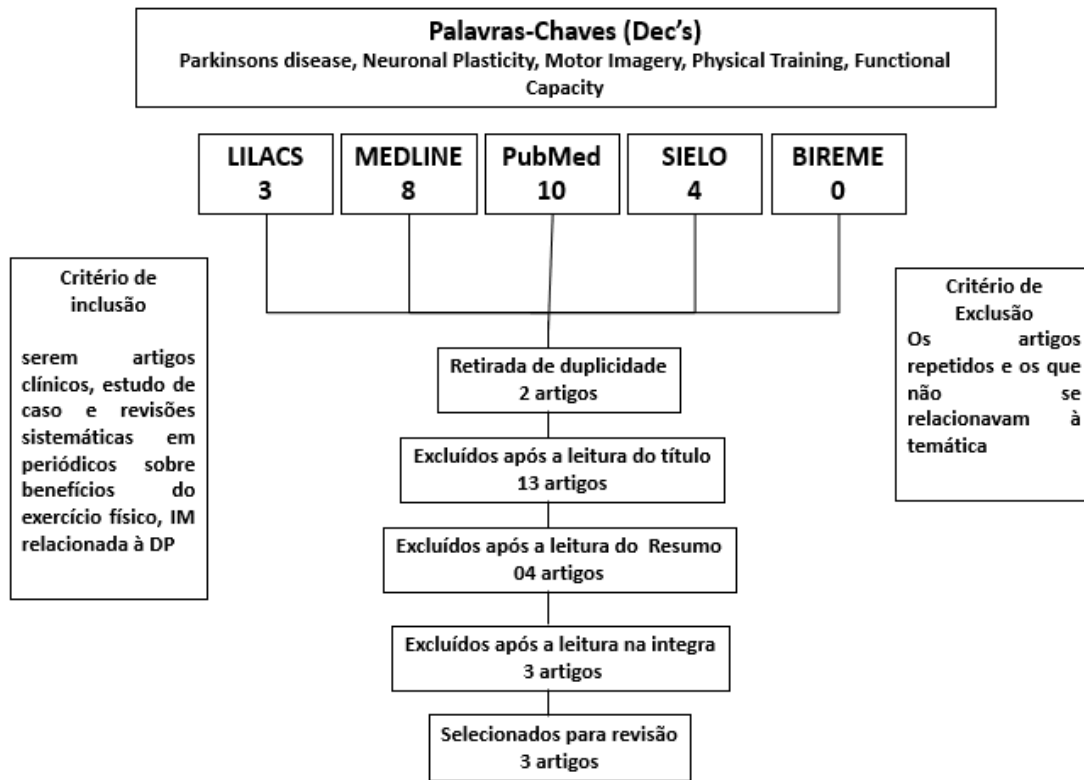 Palavras-Chaves (Dec's)
Parkinsons disease, Neuronal Plasticity, Motor Imagery, Physical Training, Functional
Capacity
LILACS
3
MEDLINE
8
PubMed
10
SIELO
4
BIREME
0
Critério de
inclusão
serem artigos
clínicos, estudo de
caso e revisões
sistemáticas em
periódicos sobre
benefícios do
exercício físico, IM
relacionada à DP
Critério de
Exclusão
Os artigos
repetidos e os que
não se
relacionavam à
temática
Retirada de duplicidade
2 artigos
Excluídos após a leitura do título
13 artigos
Excluídos após a leitura do Resumo
04 artigos
Excluídos após a leitura na integra
3 artigos
Selecionados para revisão
3 artigos